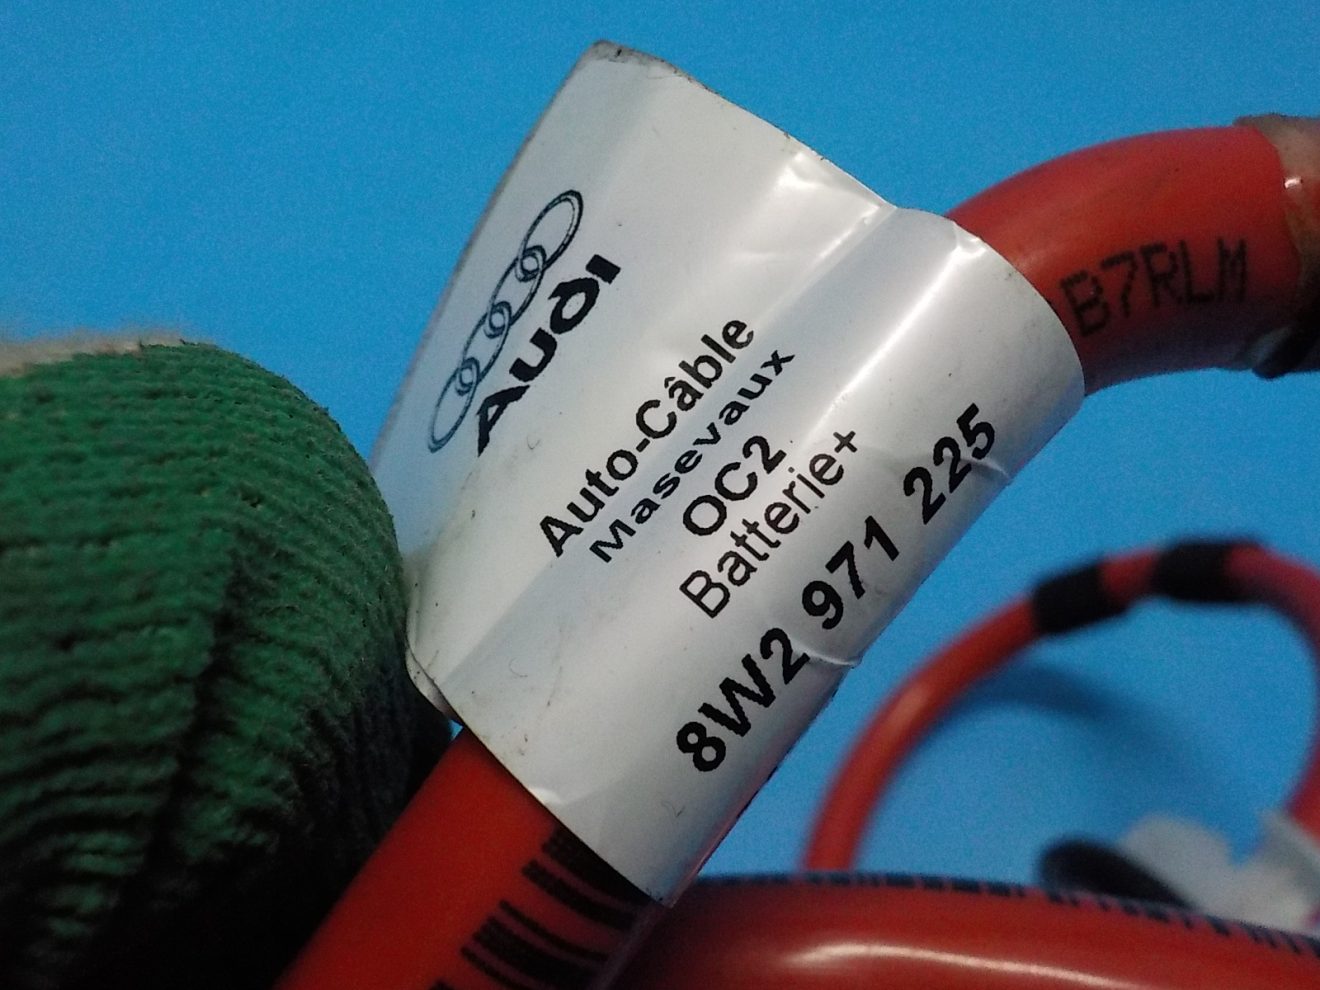 Audi
Auto-Câble
Masevaux
OC2
Batterie+
8W2 971 225
B7RLM